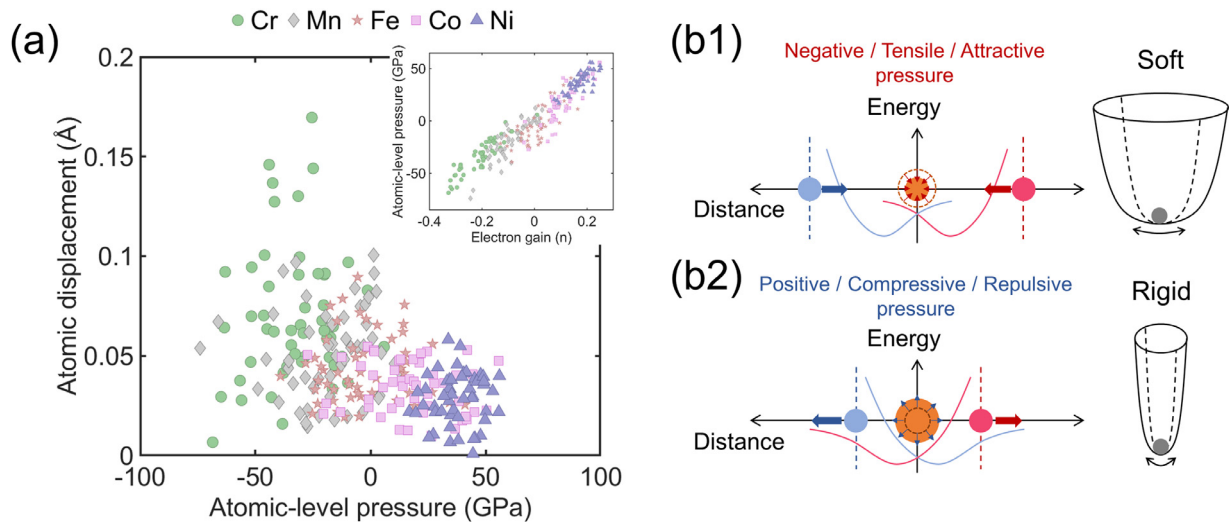 (a)
Cr Mn Fe Co Ni
0.2
0.15
0.1
0.05
0
Atomic displacement (Å)
-100 -50 0 50 100
Atomic-level pressure (GPa)
50
0
-50
Atomic-level pressure (GPa)
-0.4 -0.2 0 0.2
Electron gain (n)
(b1)
Negative / Tensile / Attractive
pressure
Energy
Distance
Soft
(b2)
Positive / Compressive / Repulsive
pressure
Energy
Distance
Rigid